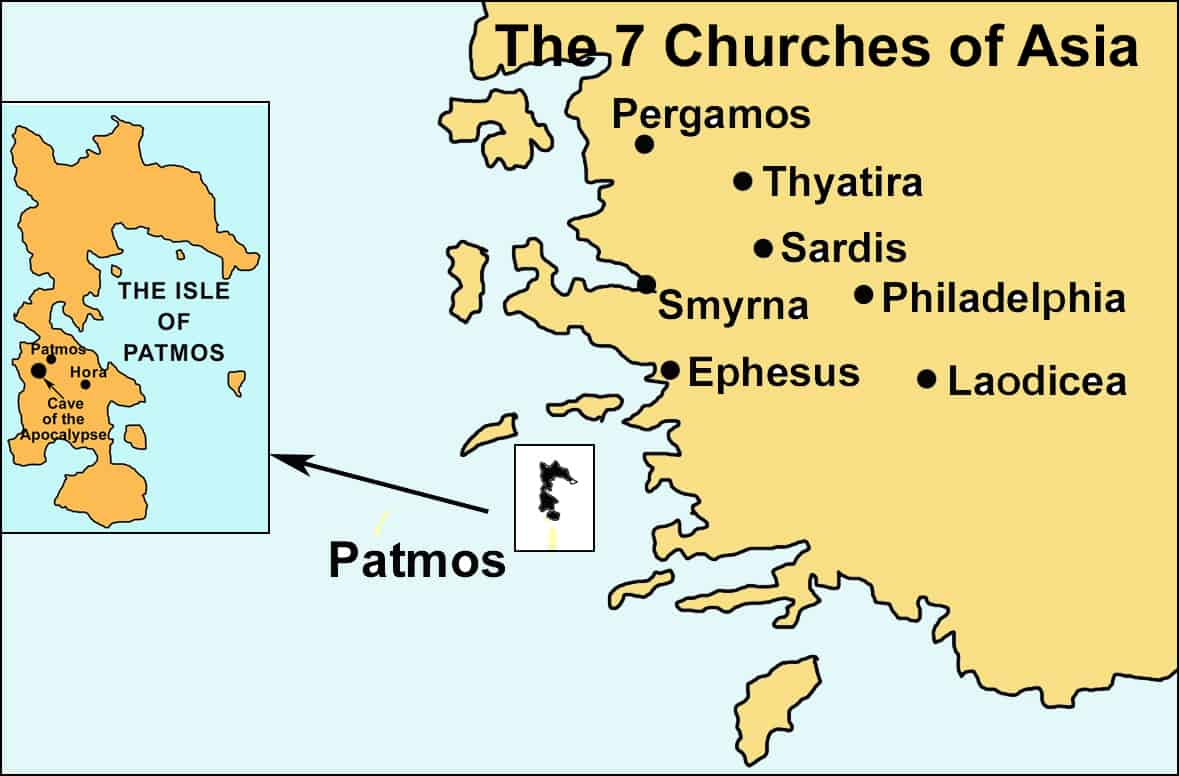 The 7 Churches of Asia
Pergamos
Thyatira
Sardis
Smyrna
Philadelphia
Ephesus
Laodicea
Patmos
THE ISLE
OF
PATMOS
Patmos
Hora
Cave
of the
Apocalypse